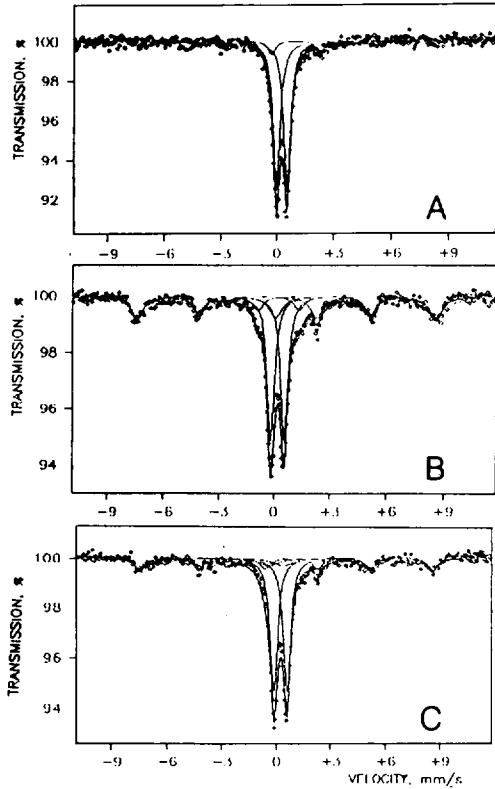 TRANSMISSION, %
100
98
96
94
92
A
-9 -6 -3 0 +3 +6 +9
TRANSMISSION, %
100
98
96
94
B
-9 -6 -3 0 +3 +6 +9
TRANSMISSION, %
100
98
96
94
C
-9 -6 -3 0 +3 +6 +9
VELOCITY, mm/s